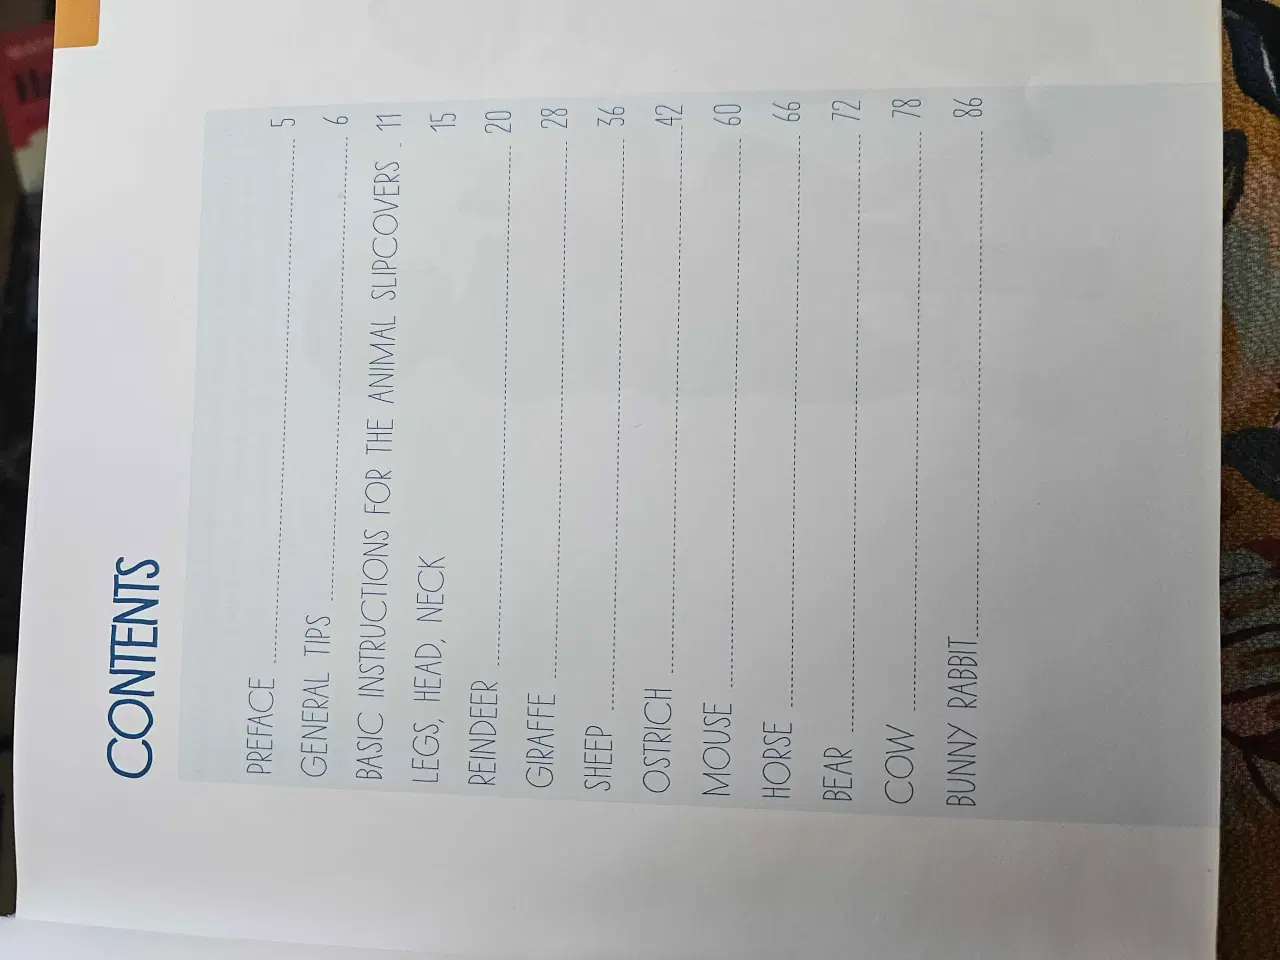 CONTENTS
PREFACE 5
GENERAL TIPS 6
BASIC INSTRUCTIONS FOR THE ANIMAL SLIPCOVERS 11
LEGS, HEAD, NECK 15
REINDEER 20
GIRAFFE 28
SHEEP 36
OSTRICH 42
MOUSE 60
HORSE 66
BEAR 72
COW 78
BUNNY RABBIT 86